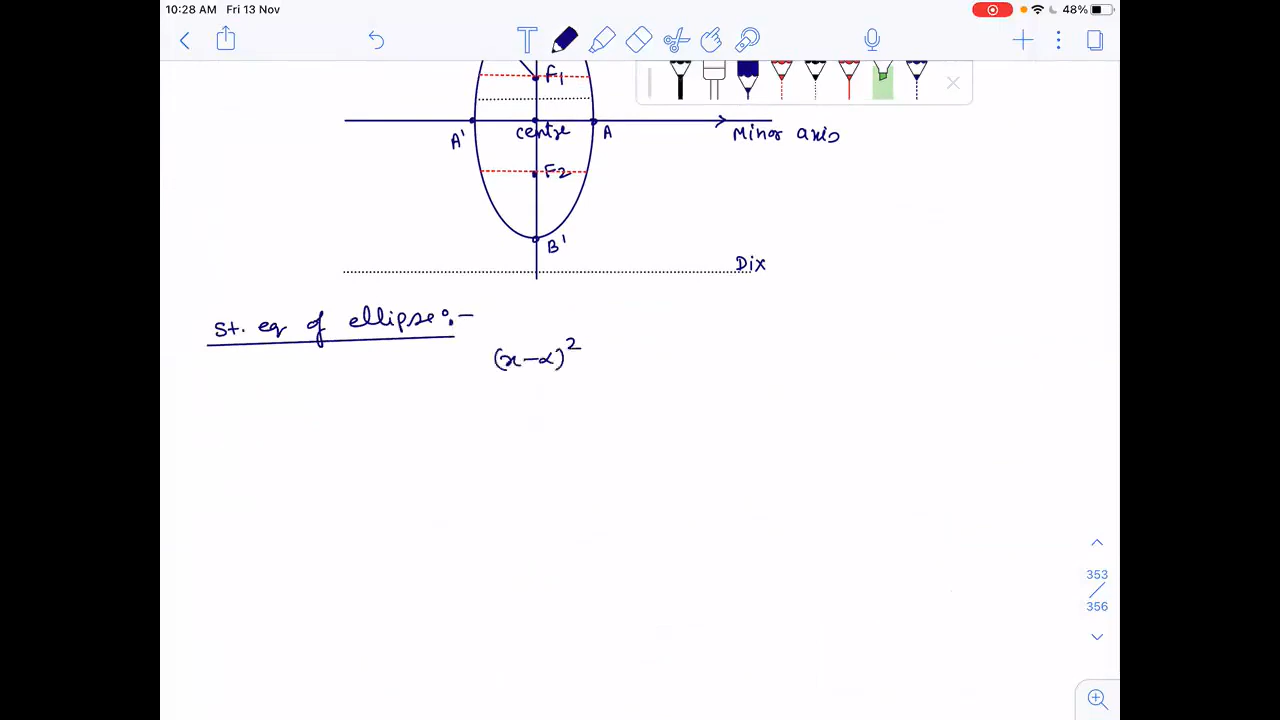 10:28 AM Fri 13 Nov
48%
T
F1
A' centre A Minor axis
F2
B'
Dix
St. eq of ellipse:-
(x-α)²
353
/
356